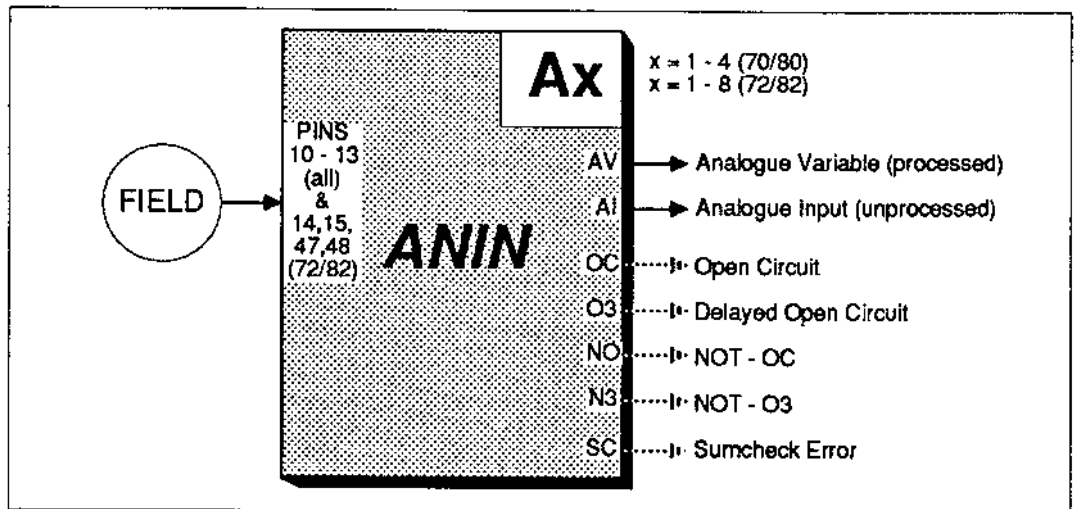 Ax
x = 1 - 4 (70/80)
x = 1 - 8 (72/82)
FIELD
PINS
10 - 13
(all)
&
14,15,
47,48
(72/82)
ANIN
AV Analogue Variable (processed)
AI Analogue Input (unprocessed)
OC Open Circuit
O3 Delayed Open Circuit
NO NOT - OC
N3 NOT - O3
SC Sumcheck Error